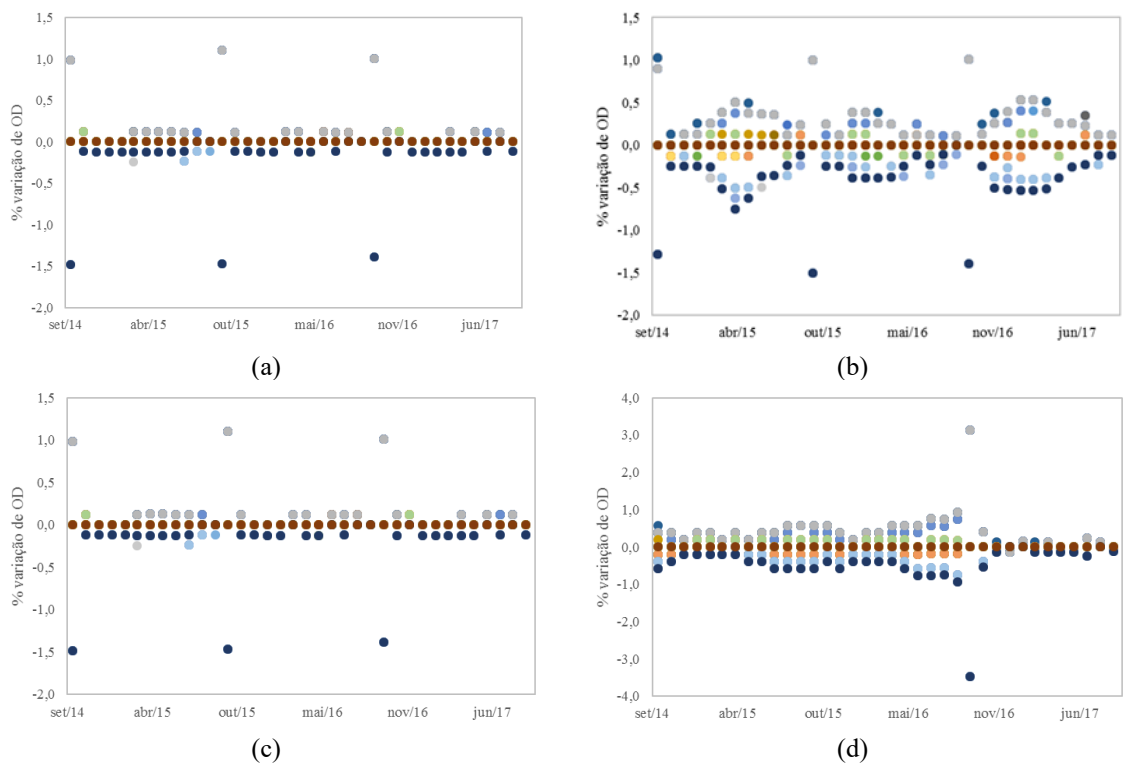 1,5
1,0
0,5
0,0
-0,5
-1,0
-1,5
-2,0
% variação de OD
set/14 abr/15 out/15 mai/16 nov/16 jun/17
(a)
1,5
1,0
0,5
0,0
-0,5
-1,0
-1,5
-2,0
% variação de OD
set/14 abr/15 out/15 mai/16 nov/16 jun/17
(b)
1,5
1,0
0,5
0,0
-0,5
-1,0
-1,5
-2,0
% variação de OD
set/14 abr/15 out/15 mai/16 nov/16 jun/17
(c)
4,0
3,0
2,0
1,0
0,0
-1,0
-2,0
-3,0
-4,0
% variação de OD
set/14 abr/15 out/15 mai/16 nov/16 jun/17
(d)